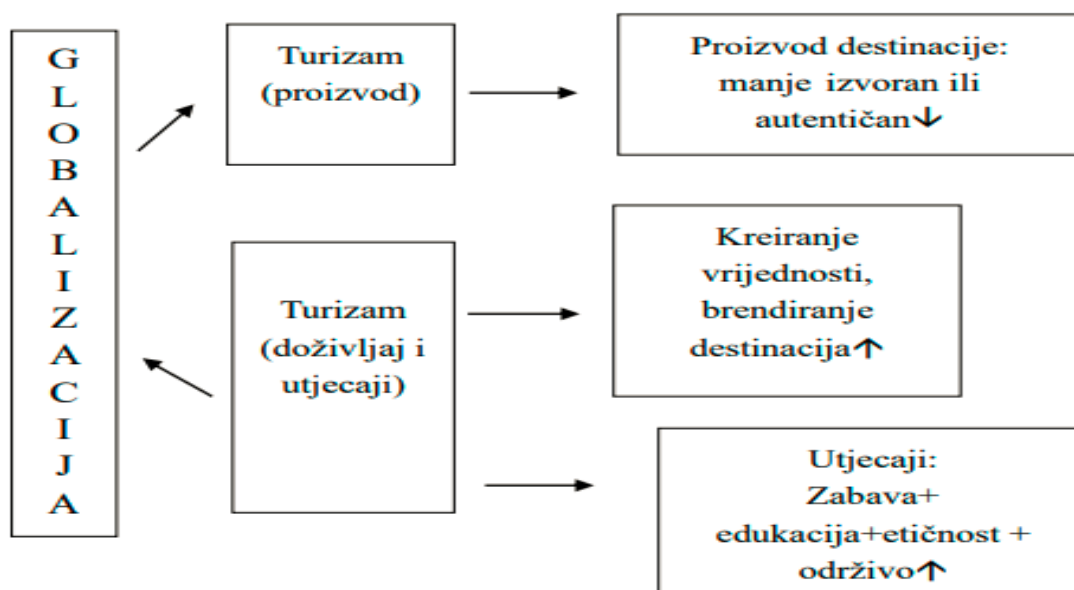 G
L
O
B
A
L
I
Z
A
C
I
J
A
Turizam
(proizvod)
Proizvod destinacije:
manje izvoran ili
autentičan↓
Turizam
(doživljaj i
utjecaji)
Kreiranje
vrijednosti,
brendiranje
destinacija↑
Utjecaji:
Zabava+
edukacija+etičnost +
održivo↑